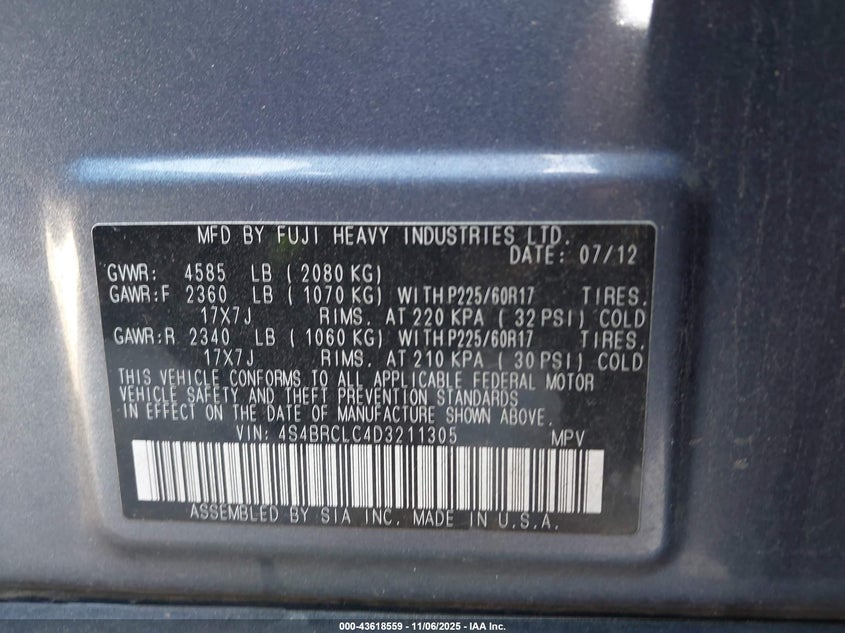 MFD BY FUJI HEAVY INDUSTRIES LTD.
DATE: 07/12
GVWR: 4585 LB (2080 KG)
GAWR:F 2360 LB (1070 KG) WITH P225/60R17 TIRES.
17X7J RIMS. AT 220 KPA (32 PSI) COLD
GAWR:R 2340 LB (1060 KG) WITH P225/60R17 TIRES.
17X7J RIMS. AT 210 KPA (30 PSI) COLD
THIS VEHICLE CONFORMS TO ALL APPLICABLE FEDERAL MOTOR
VEHICLE SAFETY AND THEFT PREVENTION STANDARDS
IN EFFECT ON THE DATE OF MANUFACTURE SHOWN ABOVE.
VIN: 4S4BRCLC4D3211305 MPV
ASSEMBLED BY SIA INC. MADE IN U.S.A.
000-43618559 — 11/06/2025 — IAA Inc.